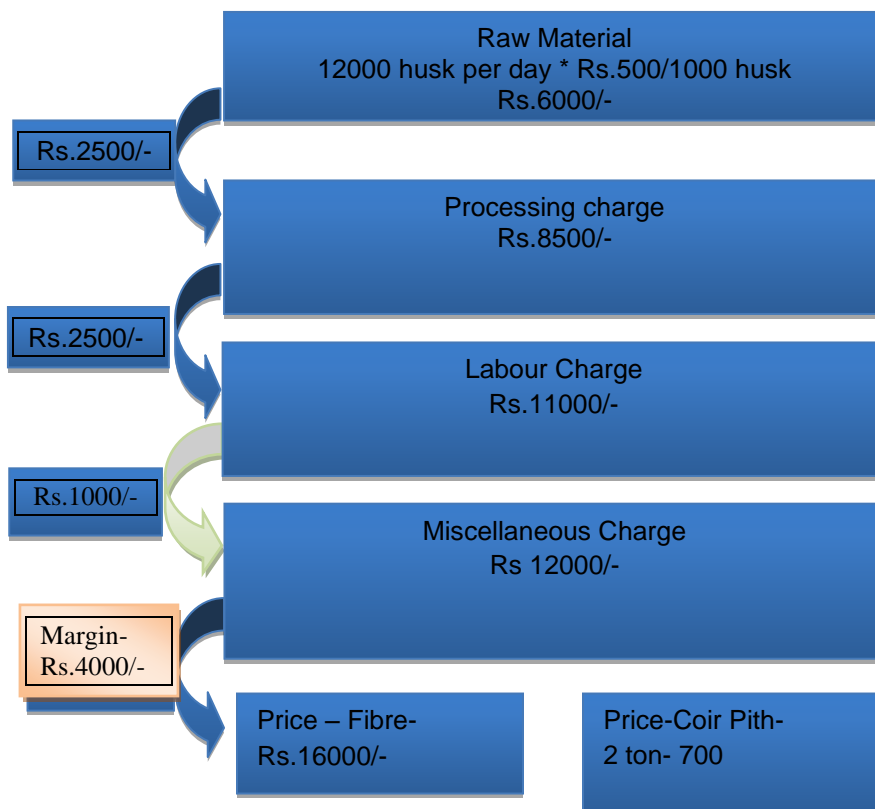 Raw Material
12000 husk per day * Rs.500/1000 husk
Rs.6000/-
Rs.2500/-
Processing charge
Rs.8500/-
Rs.2500/-
Labour Charge
Rs.11000/-
Rs.1000/-
Miscellaneous Charge
Rs 12000/-
Margin-
Rs.4000/-
Price – Fibre-
Rs.16000/-
Price-Coir Pith-
2 ton- 700